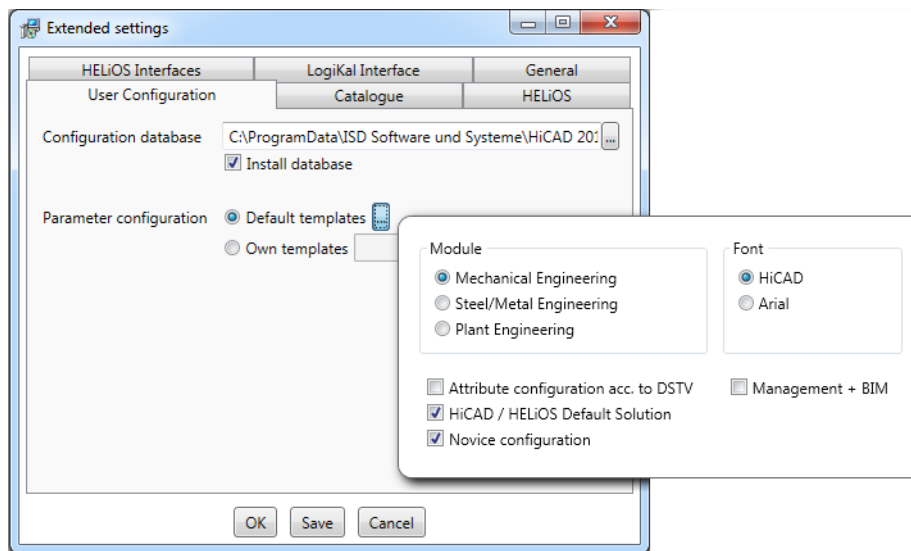 Extended settings
HELiOS Interfaces LogiKal Interface General
User Configuration Catalogue HELiOS
Configuration database C:\ProgramData\ISD Software und Systeme\HiCAD 201 ...
Install database
Parameter configuration Default templates ...
Own templates
Module Font
Mechanical Engineering HiCAD
Steel/Metal Engineering Arial
Plant Engineering
Attribute configuration acc. to DSTV Management + BIM
HiCAD / HELiOS Default Solution
Novice configuration
OK Save Cancel